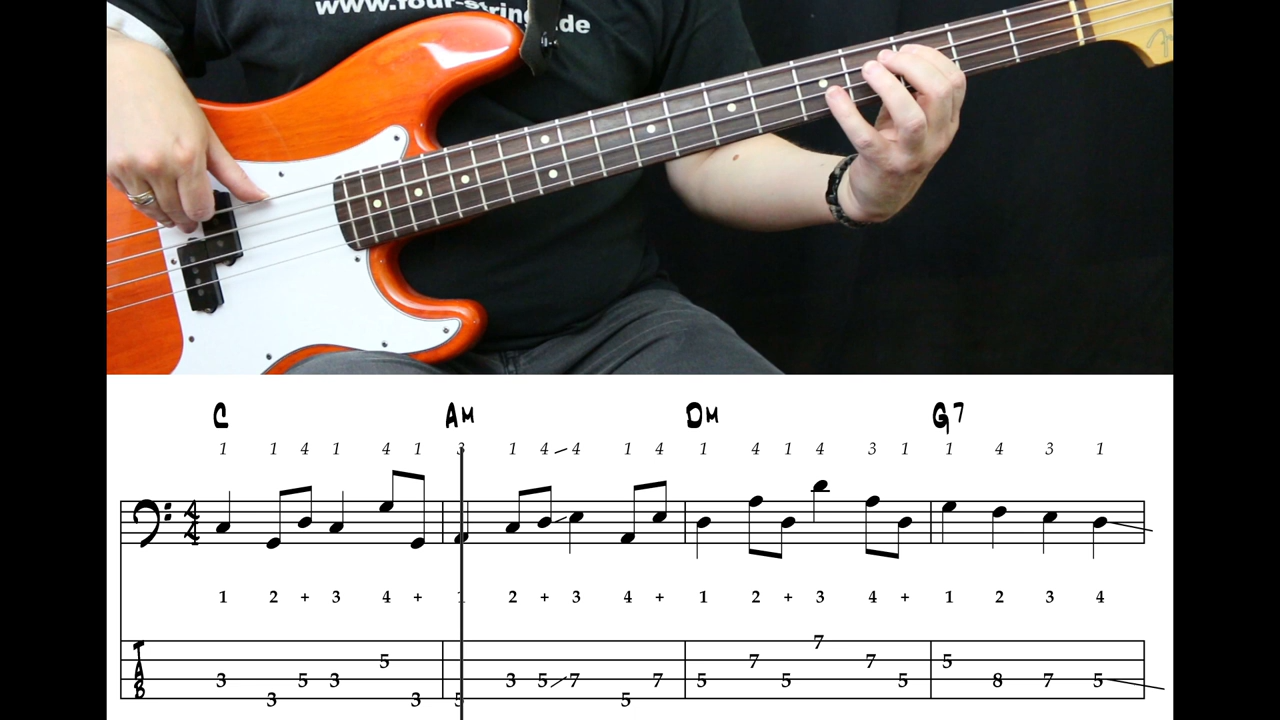 www.four-strings.de
C Am Dm G7
1 1 4 1 4 1 3 1 4 4 1 4 1 4 1 4 3 1 1 4 3 1
4
4
1 2 + 3 4 + 1 2 + 3 4 + 1 2 + 3 4 + 1 2 3 4
7
5 7 7 5
T
A
B
3 5 3 3 5 7 7 5 5 5 8 7 5
3 3 5 5